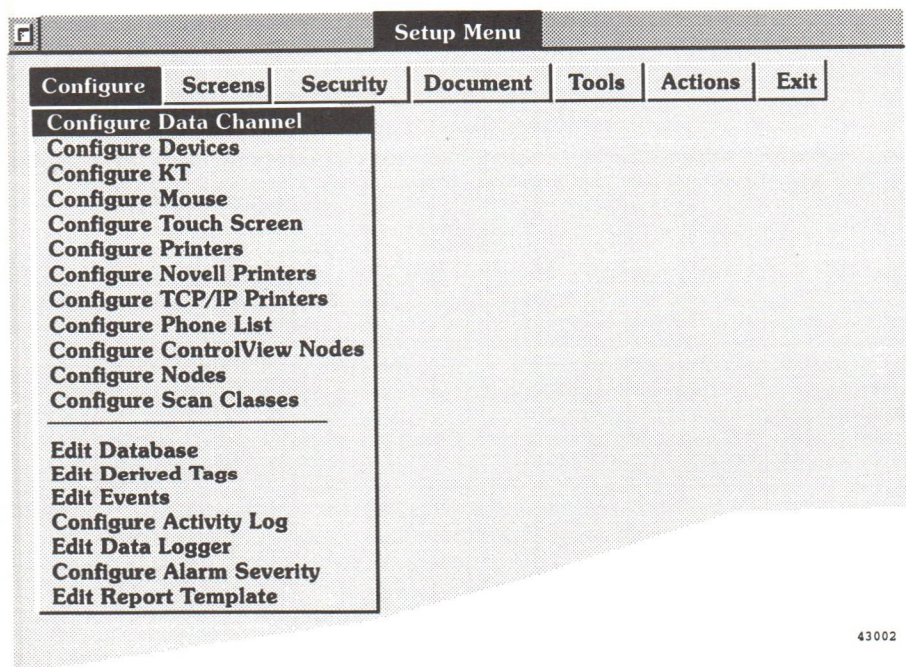 Setup Menu
Configure Screens Security Document Tools Actions Exit
Configure Data Channel
Configure Devices
Configure KT
Configure Mouse
Configure Touch Screen
Configure Printers
Configure Novell Printers
Configure TCP/IP Printers
Configure Phone List
Configure ControlView Nodes
Configure Nodes
Configure Scan Classes
Edit Database
Edit Derived Tags
Edit Events
Configure Activity Log
Edit Data Logger
Configure Alarm Severity
Edit Report Template
43002